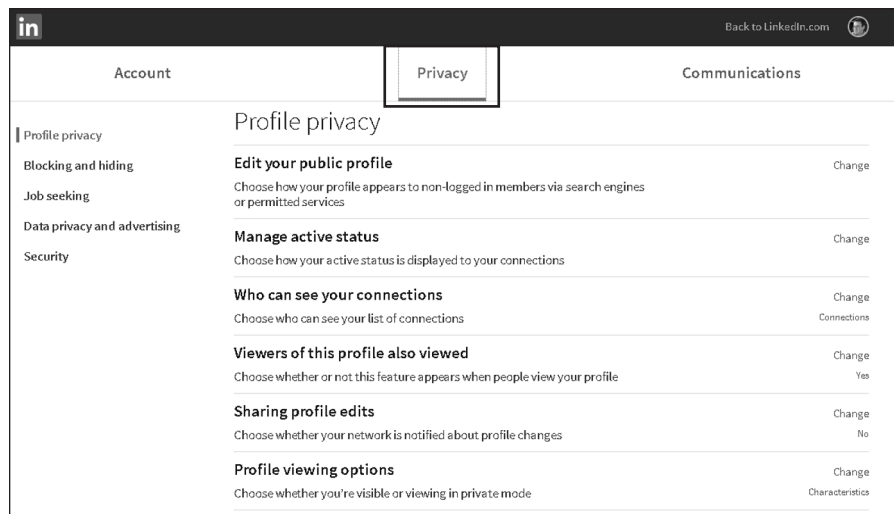 in
Back to LinkedIn.com
Account
Privacy
Communications
Profile privacy
Blocking and hiding
Job seeking
Data privacy and advertising
Security
Profile privacy
Edit your public profile
Change
Choose how your profile appears to non-logged in members via search engines
or permitted services
Manage active status
Change
Choose how your active status is displayed to your connections
Who can see your connections
Change
Choose who can see your list of connections
Connections
Viewers of this profile also viewed
Change
Choose whether or not this feature appears when people view your profile
Yes
Sharing profile edits
Change
Choose whether your network is notified about profile changes
No
Profile viewing options
Change
Choose whether you're visible or viewing in private mode
Characteristics